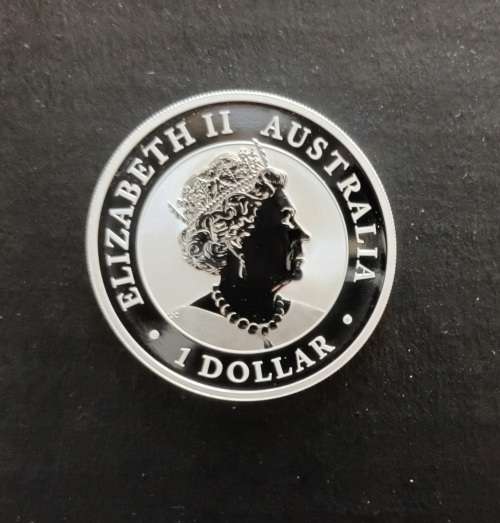 ELIZABETH II AUSTRALIA
• 1 DOLLAR •